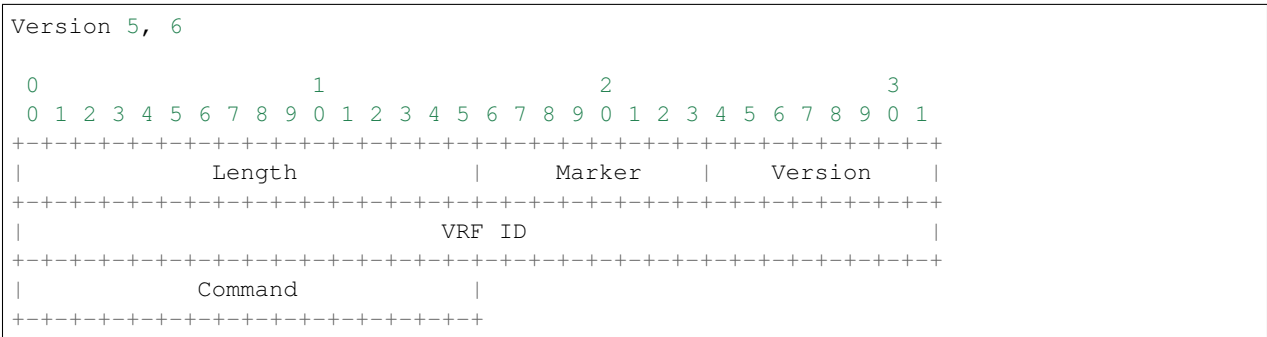 Version 5, 6

 0                   1                   2                   3
 0 1 2 3 4 5 6 7 8 9 0 1 2 3 4 5 6 7 8 9 0 1 2 3 4 5 6 7 8 9 0 1
+-+-+-+-+-+-+-+-+-+-+-+-+-+-+-+-+-+-+-+-+-+-+-+-+-+-+-+-+-+-+-+-+
|             Length            |     Marker    |    Version    |
+-+-+-+-+-+-+-+-+-+-+-+-+-+-+-+-+-+-+-+-+-+-+-+-+-+-+-+-+-+-+-+-+
|                             VRF ID                            |
+-+-+-+-+-+-+-+-+-+-+-+-+-+-+-+-+-+-+-+-+-+-+-+-+-+-+-+-+-+-+-+-+
|            Command            |
+-+-+-+-+-+-+-+-+-+-+-+-+-+-+-+-+